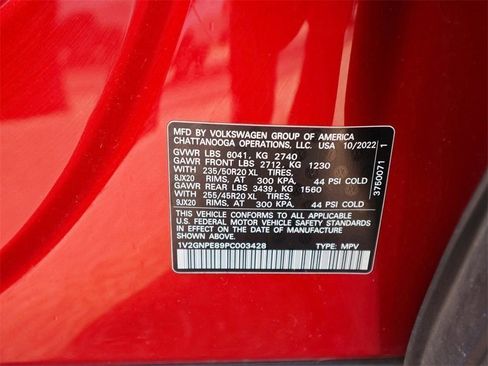 MFD. BY VOLKSWAGEN GROUP OF AMERICA
CHATTANOOGA OPERATIONS, LLC. USA 10/2022
GVWR LBS 6041, KG 2740
GAWR FRONT LBS 2712, KG 1230
235/50R20 XL TIRES,
8JX20 RIMS, AT 300 KPA. 44 PSI COLD
GAWR REAR LBS 3439, KG 1560
255/45R20 XL TIRES,
9JX20 RIMS, AT 300 KPA. 44 PSI COLD
THIS VEHICLE CONFORMS TO ALL APPLICABLE
U.S. FEDERAL MOTOR VEHICLE SAFETY STANDARDS
IN EFFECT ON THE DATE OF MANUFACTURE SHOWN
ABOVE.
1V2GNPE89PC003428 TYPE: MPV
3750071 1